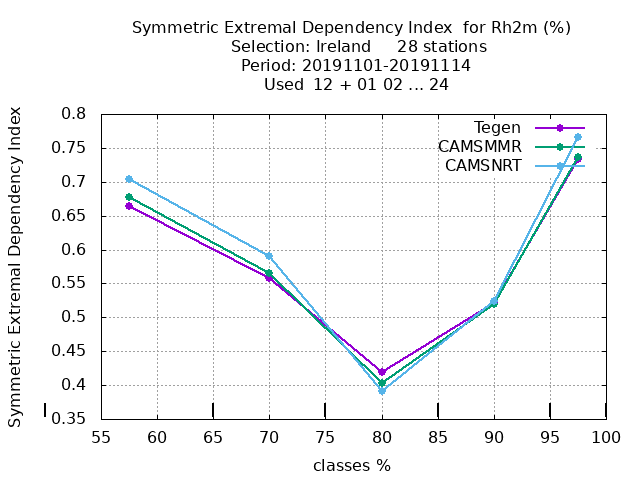 Symmetric Extremal Dependency Index  for Rh2m (%)
Selection: Ireland     28 stations
Period: 20191101-20191114
Used  12 + 01 02 ... 24
Symmetric Extremal Dependency Index
0.8
0.75
0.7
0.65
0.6
0.55
0.5
0.45
0.4
0.35
Tegen
CAMSMMR
CAMSNRT
55 60 65 70 75 80 85 90 95 100
classes %